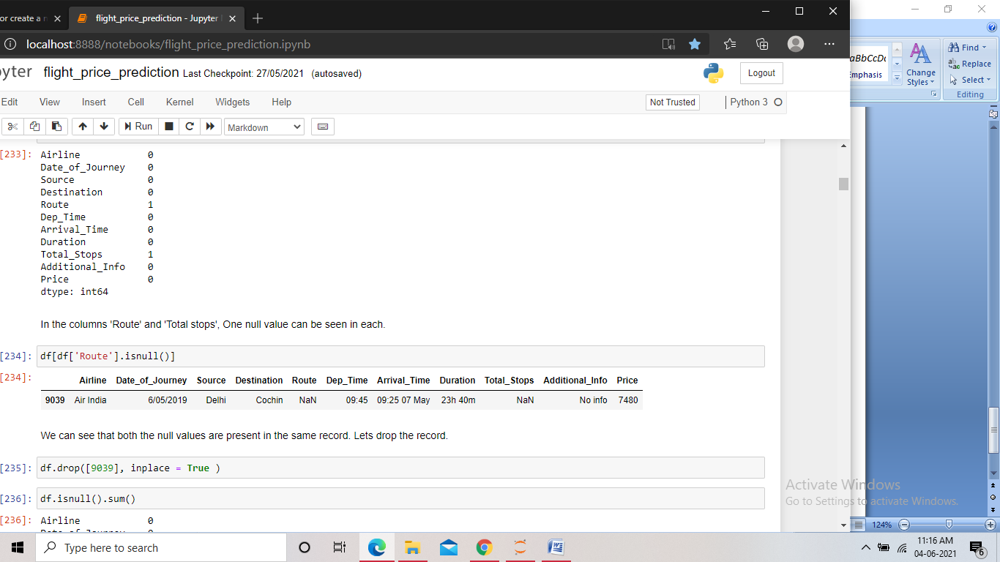 or create a
flight_price_prediction - Jupyter
localhost:8888/notebooks/flight_price_prediction.ipynb
yter flight_price_prediction Last Checkpoint: 27/05/2021 (autosaved)
Logout
Edit View Insert Cell Kernel Widgets Help
Not Trusted
Python 3
Run
Markdown
[233]: Airline 0
Date_of_Journey 0
Source 0
Destination 0
Route 1
Dep_Time 0
Arrival_Time 0
Duration 0
Total_Stops 1
Additional_Info 0
Price 0
dtype: int64
In the columns 'Route' and 'Total stops', One null value can be seen in each.
[234]: df[df['Route'].isnull()]
[234]: Airline Date_of_Journey Source Destination Route Dep_Time Arrival_Time Duration Total_Stops Additional_Info Price
9039 Air India 6/05/2019 Delhi Cochin NaN 09:45 09:25 07 May 23h 40m NaN No info 7480
We can see that both the null values are present in the same record. Lets drop the record.
[235]: df.drop([9039], inplace = True )
[236]: df.isnull().sum()
[236]: Airline 0
Date_of_Journey 0
aBbCcD
Emphasis
Change
Styles
Find
Replace
Select
Editing
Activate Windows
Go to Settings to activate Windows.
124%
Type here to search
11:16 AM
04-06-2021
6